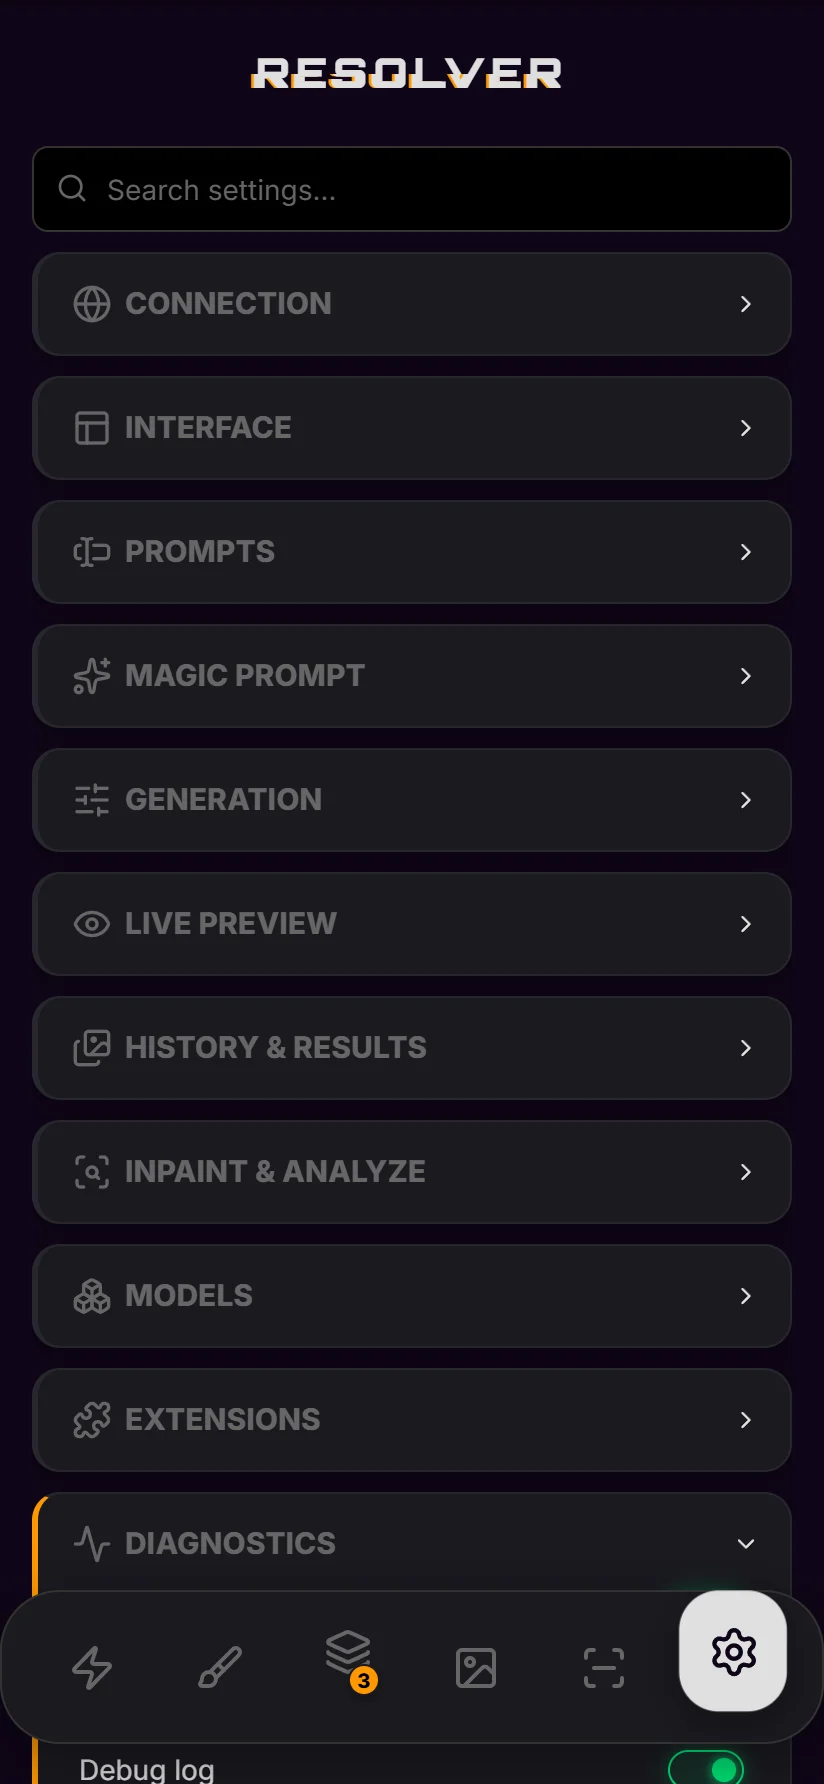 RESOLVER
Search settings...
CONNECTION
INTERFACE
PROMPTS
MAGIC PROMPT
GENERATION
LIVE PREVIEW
HISTORY & RESULTS
INPAINT & ANALYZE
MODELS
EXTENSIONS
DIAGNOSTICS
3
Debug log